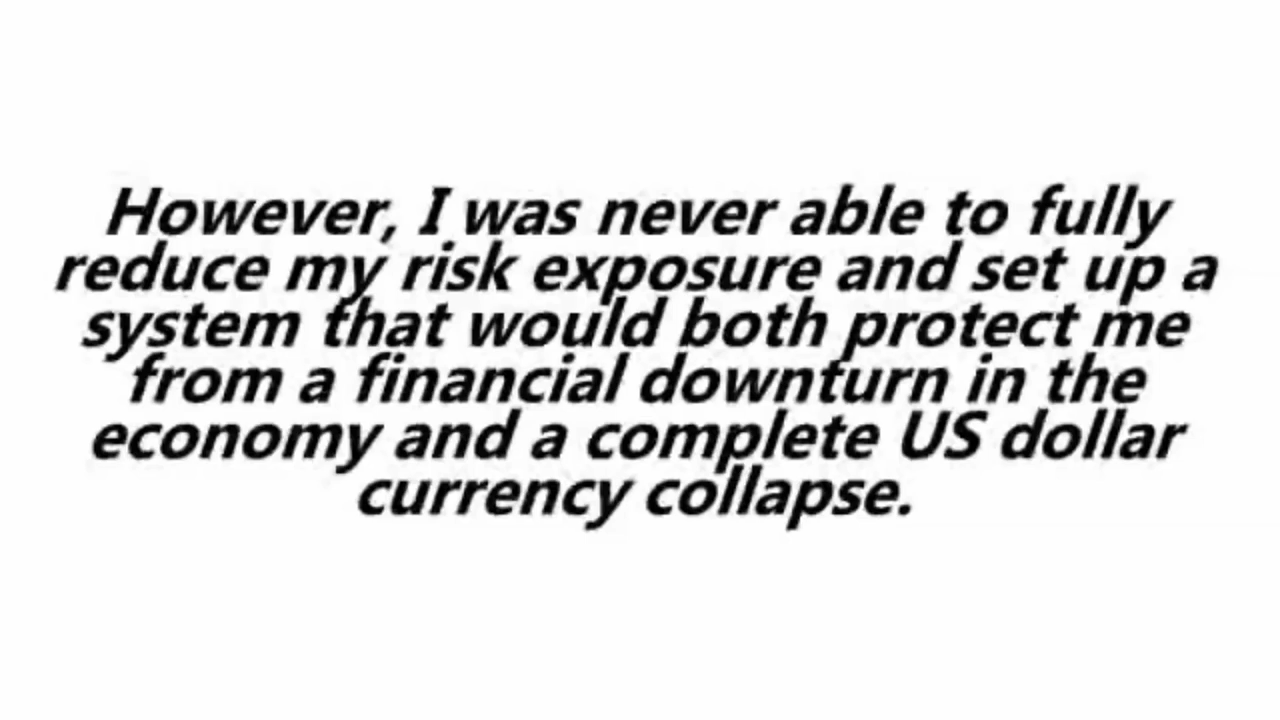 However, I was never able to fully
reduce my risk exposure and set up a
system that would both protect me
from a financial downturn in the
economy and a complete US dollar
currency collapse.